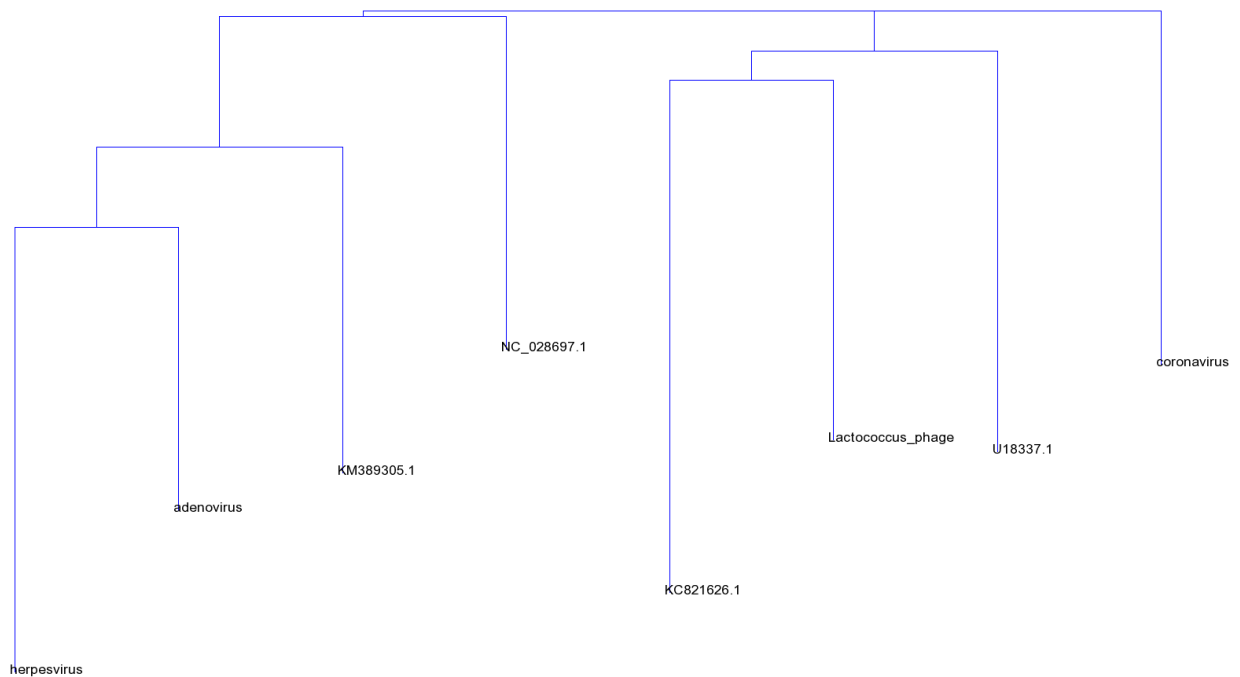 NC_028697.1
coronavirus
Lactococcus_phage
U18337.1
KM389305.1
adenovirus
KC821626.1
herpesvirus